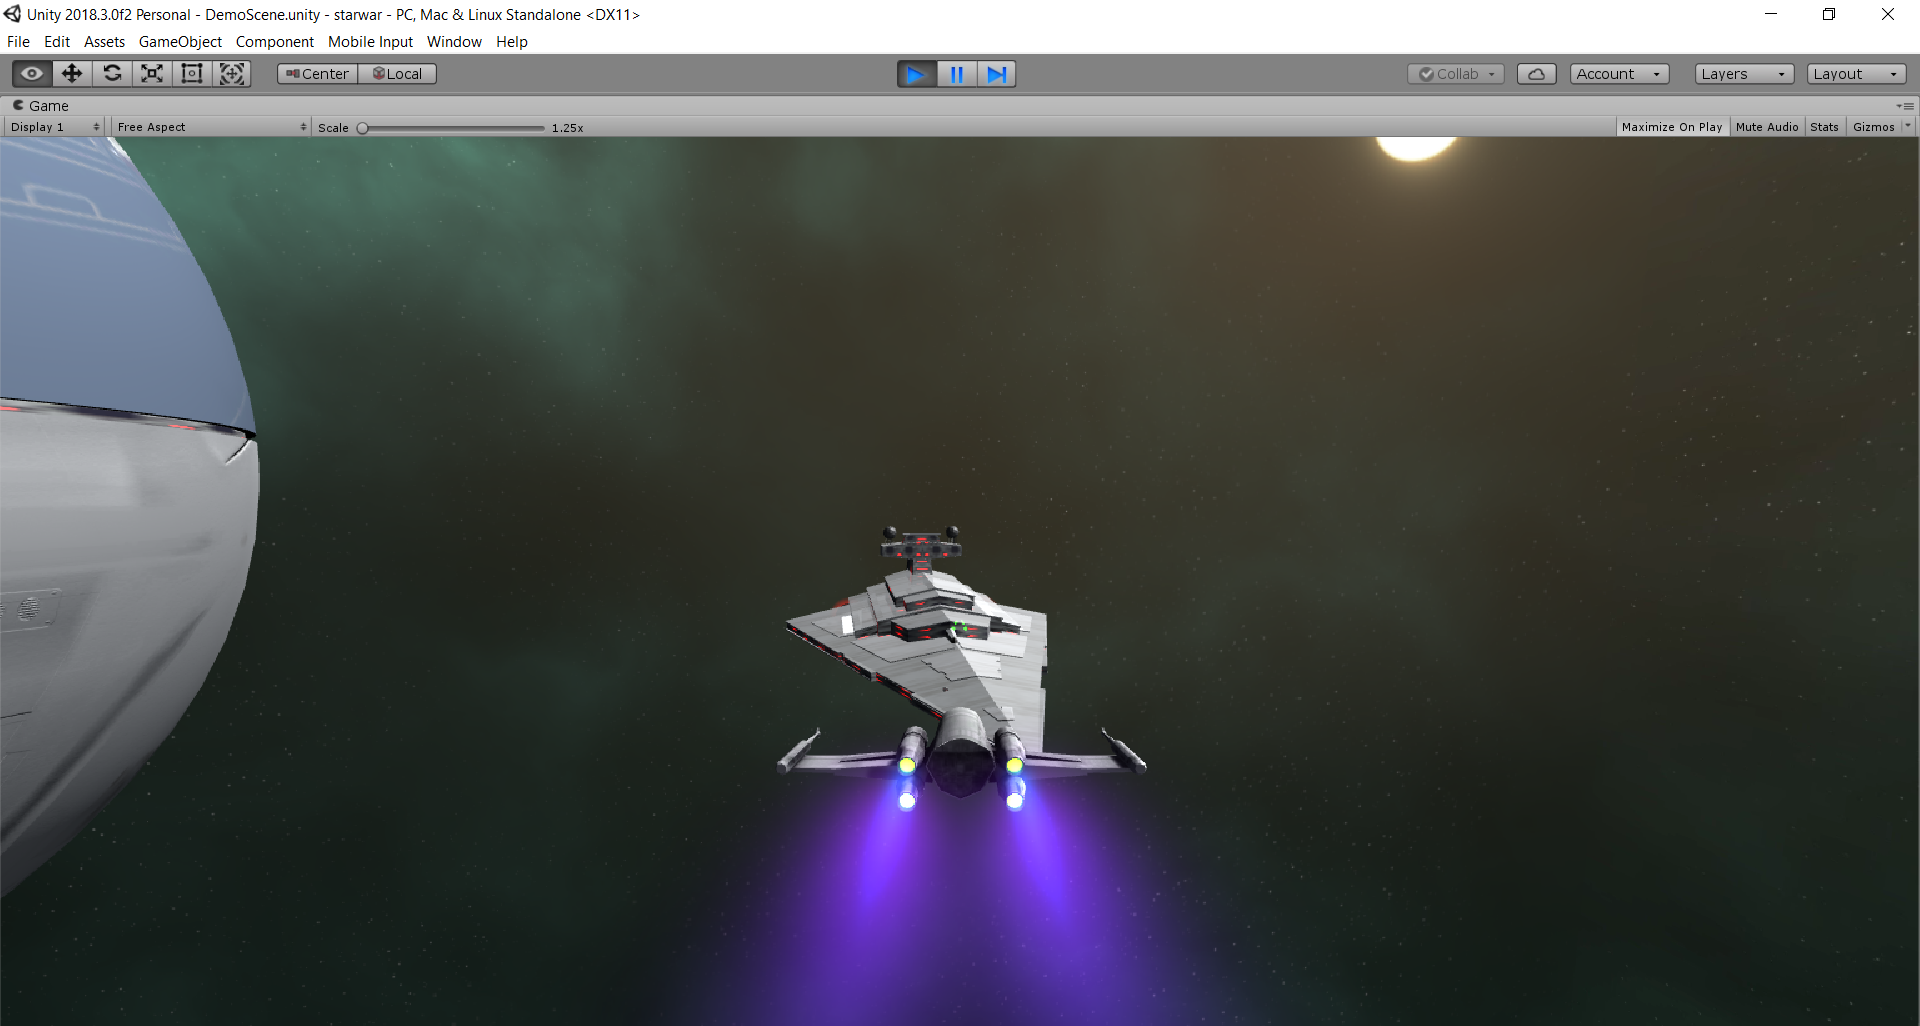 Unity 2018.3.0f2 Personal - DemoScene.unity - starwar - PC, Mac & Linux Standalone <DX11>
File Edit Assets GameObject Component Mobile Input Window Help
Center Local Collab Account Layers Layout
Game
Display 1 Free Aspect Scale 1.25x Maximize On Play Mute Audio Stats Gizmos